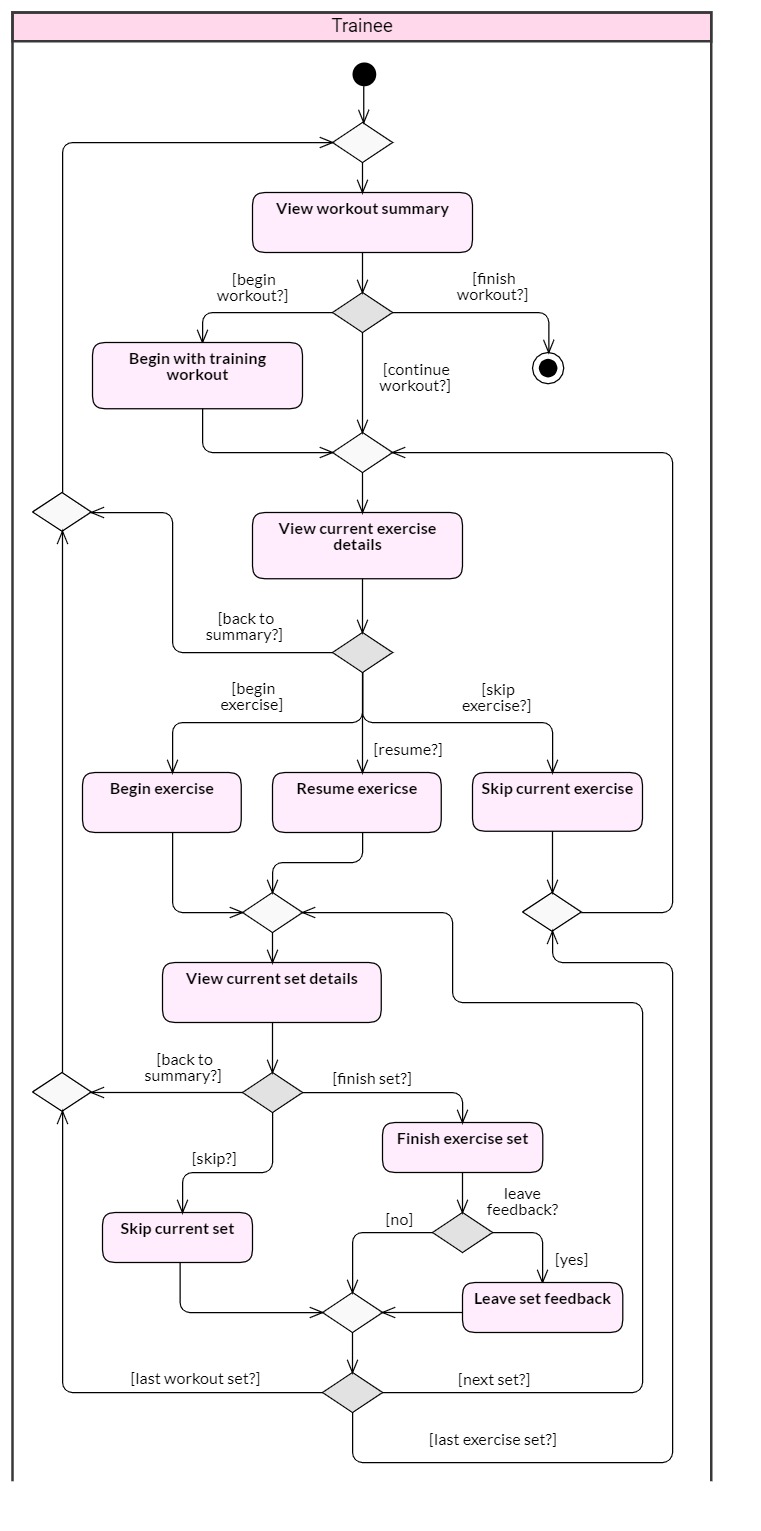 Trainee
View workout summary
[begin
workout?]
[finish
workout?]
Begin with training
workout
[continue
workout?]
View current exercise
details
[back to
summary?]
[begin
exercise]
[skip
exercise?]
[resume?]
Begin exercise
Resume exericse
Skip current exercise
View current set details
[back to
summary?]
[finish set?]
Finish exercise set
[skip?]
leave
feedback?
[no]
Skip current set
[yes]
Leave set feedback
[last workout set?]
[next set?]
[last exercise set?]